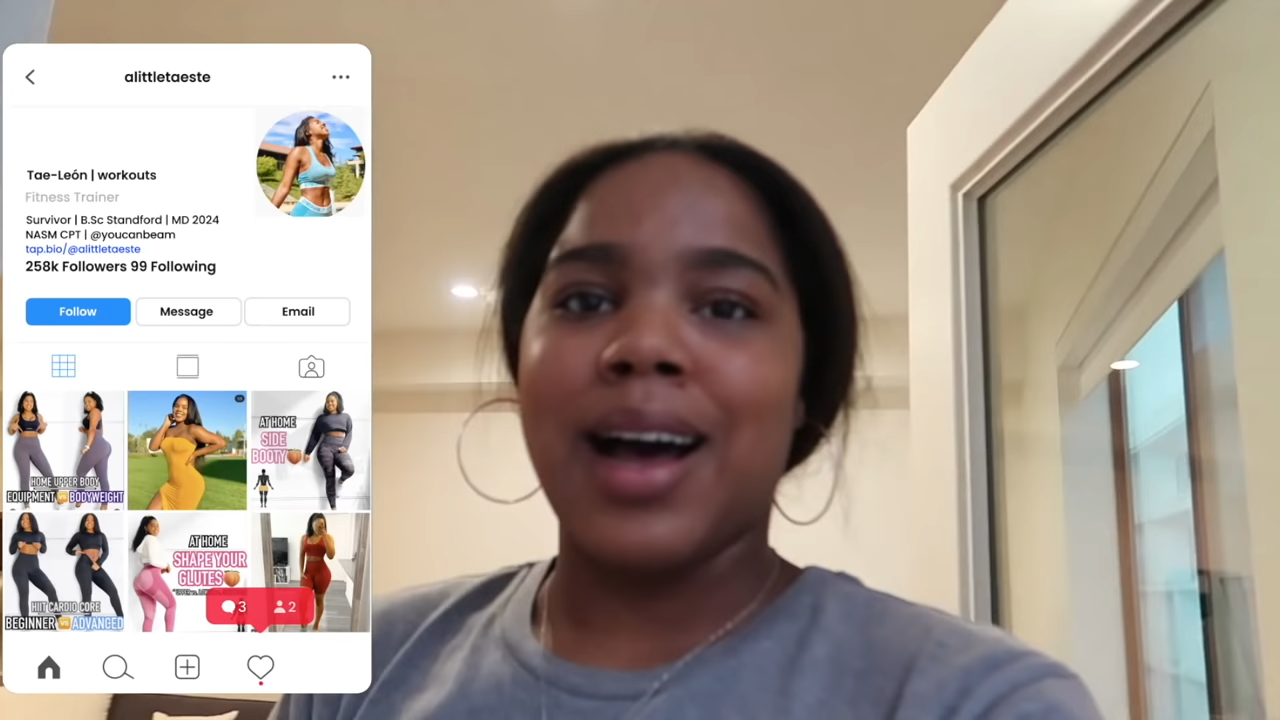 alittletaeste
Tae-León | workouts
Fitness Trainer
Survivor | B.Sc Standford | MD 2024
NASM CPT | @youcanbeam
tap.bio/@alittletaeste
258k Followers 99 Following
Follow Message Email
HOME UPPER BODY
EQUIPMENT VS BODYWEIGHT
AT HOME
SIDE
BOOTY
HIIT CARDIO CORE
BEGINNER VS ADVANCED
AT HOME
SHAPE YOUR
GLUTES
3 2